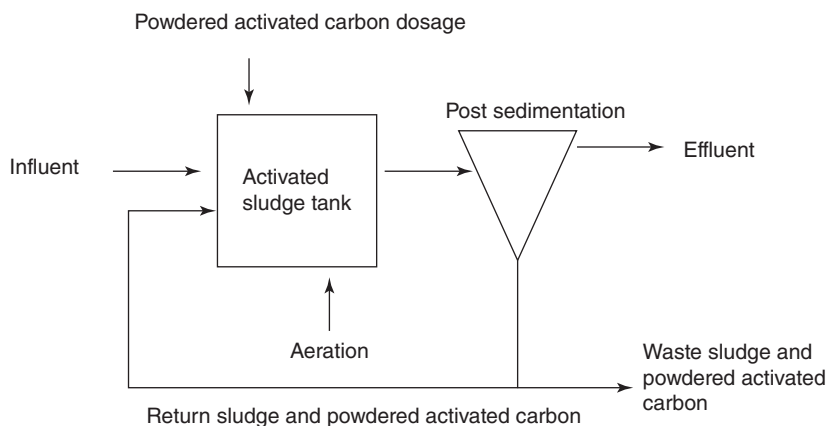 Powdered activated carbon dosage
Post sedimentation
Influent
Activated
sludge tank
Effluent
Aeration
Waste sludge and
powdered activated
carbon
Return sludge and powdered activated carbon